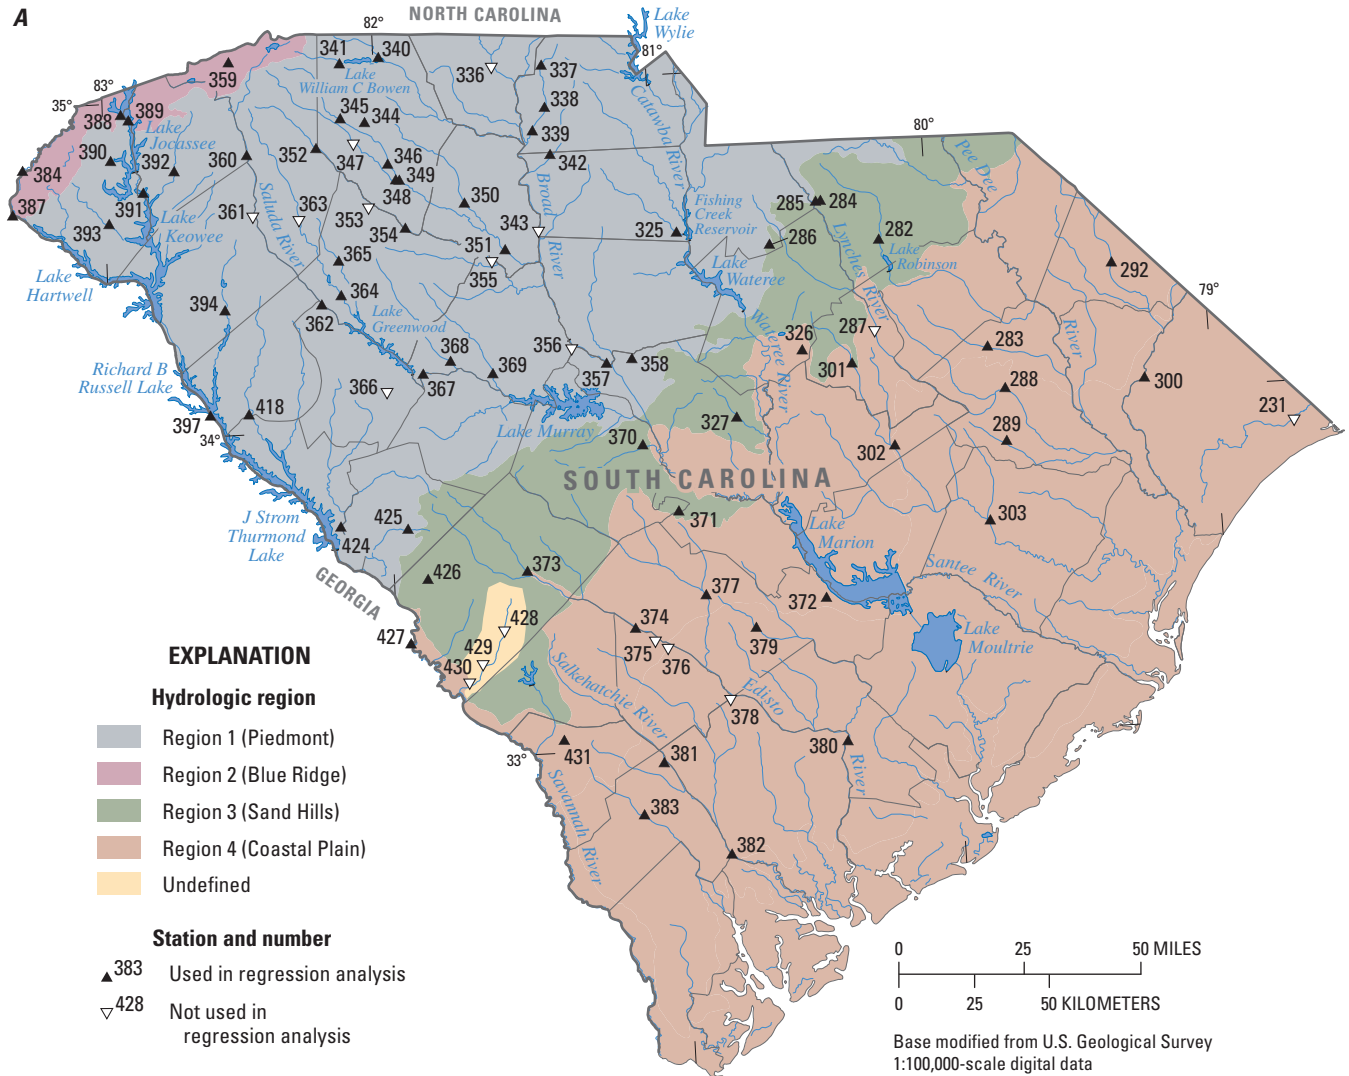 A
NORTH CAROLINA
Lake
Wylie
82°
81°
341
340
336
337
359
Lake
William C Bowen
83°
35°
388
389
345
344
338
339
Catawba River
Lake
Jocassee
390
392
360
352
347
346
349
348
342
80°
Pee Dee
384
387
391
393
Lake
Keowee
361
Saluda River
363
353
354
350
351
343
355
Broad
River
325
Fishing
Creek
Reservoir
285
284
286
282
Lynches
River
Lake
Robinson
292
79°
Lake
Hartwell
365
364
362
394
Lake
Greenwood
Lake
Wateree
Wateree River
287
326
301
283
River
288
300
231
Richard B
Russell Lake
368
369
367
366
356
357
358
397
418
34°
Lake Murray
327
302
289
370
SOUTH CAROLINA
371
303
J Strom
Thurmond
Lake
424
425
Lake
Marion
GEORGIA
426
373
377
372
Santee River
427
428
429
430
374
375
376
379
Lake
Moultrie
Salkehatchie River
Edisto
River
378
380
33°
431
381
Savannah River
383
382
EXPLANATION
Hydrologic region
Region 1 (Piedmont)
Region 2 (Blue Ridge)
Region 3 (Sand Hills)
Region 4 (Coastal Plain)
Undefined
Station and number
383 Used in regression analysis
428 Not used in
regression analysis
0 25 50 MILES
0 25 50 KILOMETERS
Base modified from U.S. Geological Survey
1:100,000-scale digital data